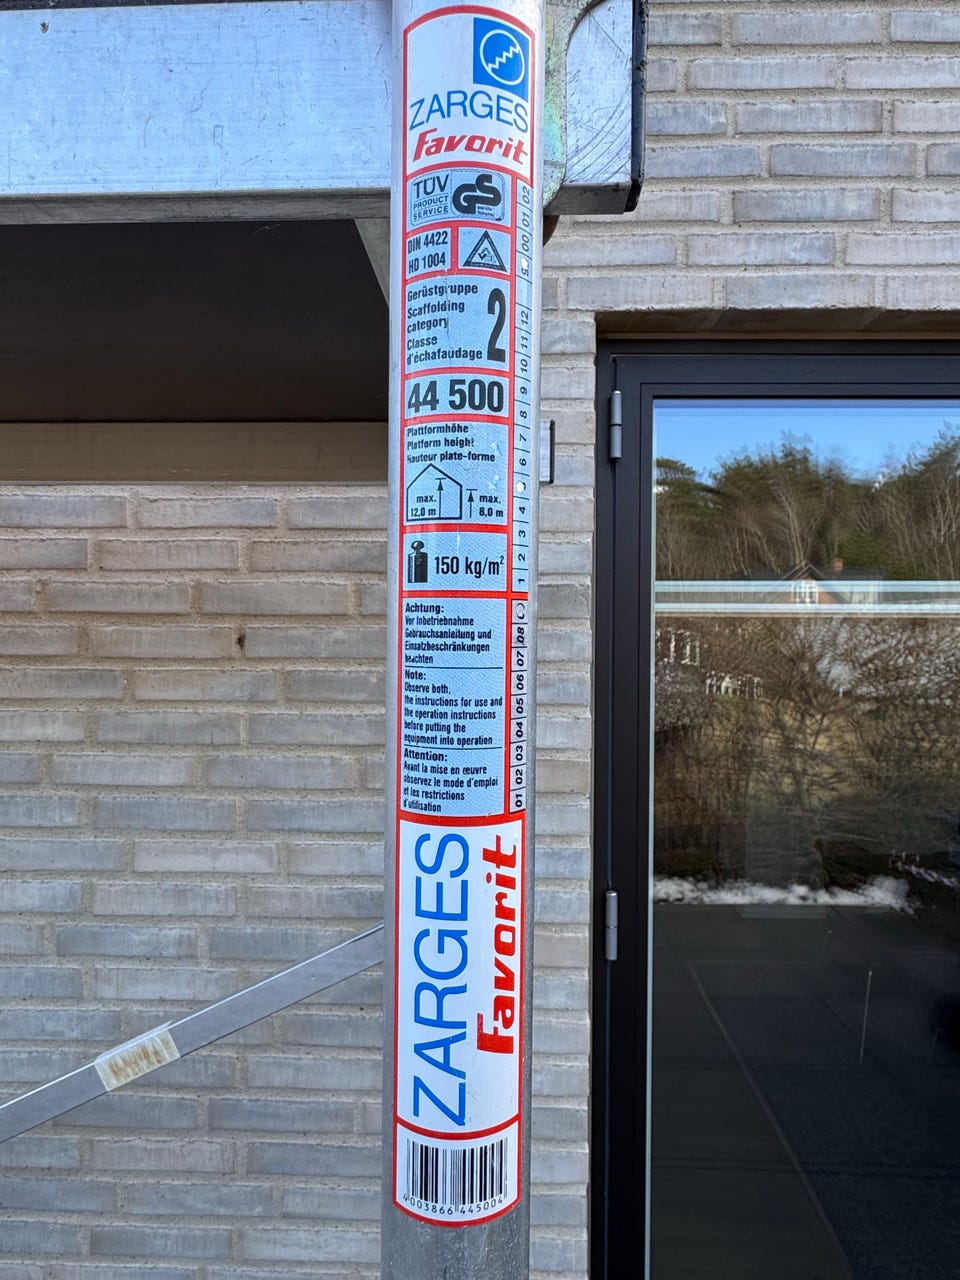 ZARGES
Favorit
TÜV
PRODUCT
SERVICE
GS
DIN 4422
HD 1004
Gerüstgruppe
Scaffolding
category
Classe
d'échafaudage
2
44 500
Plattformhöhe
Platform height
Hauteur plate-forme
max.
12,0 m
max.
8,0 m
150 kg/m²
Achtung:
Vor Inbetriebnahme
Gebrauchsanleitung und
Einsatzbeschränkungen
beachten
Note:
Observe both,
the instructions for use and
the operation instructions
before putting the
equipment into operation
Attention:
Avant la mise en œuvre
observez le mode d'emploi
et les restrictions
d'utilisation
00 01 02
1 2 3 4 6 7 8 9 10 11 12
01 02 03 04 05 06 07 08
ZARGES
Favorit
4003866 445004